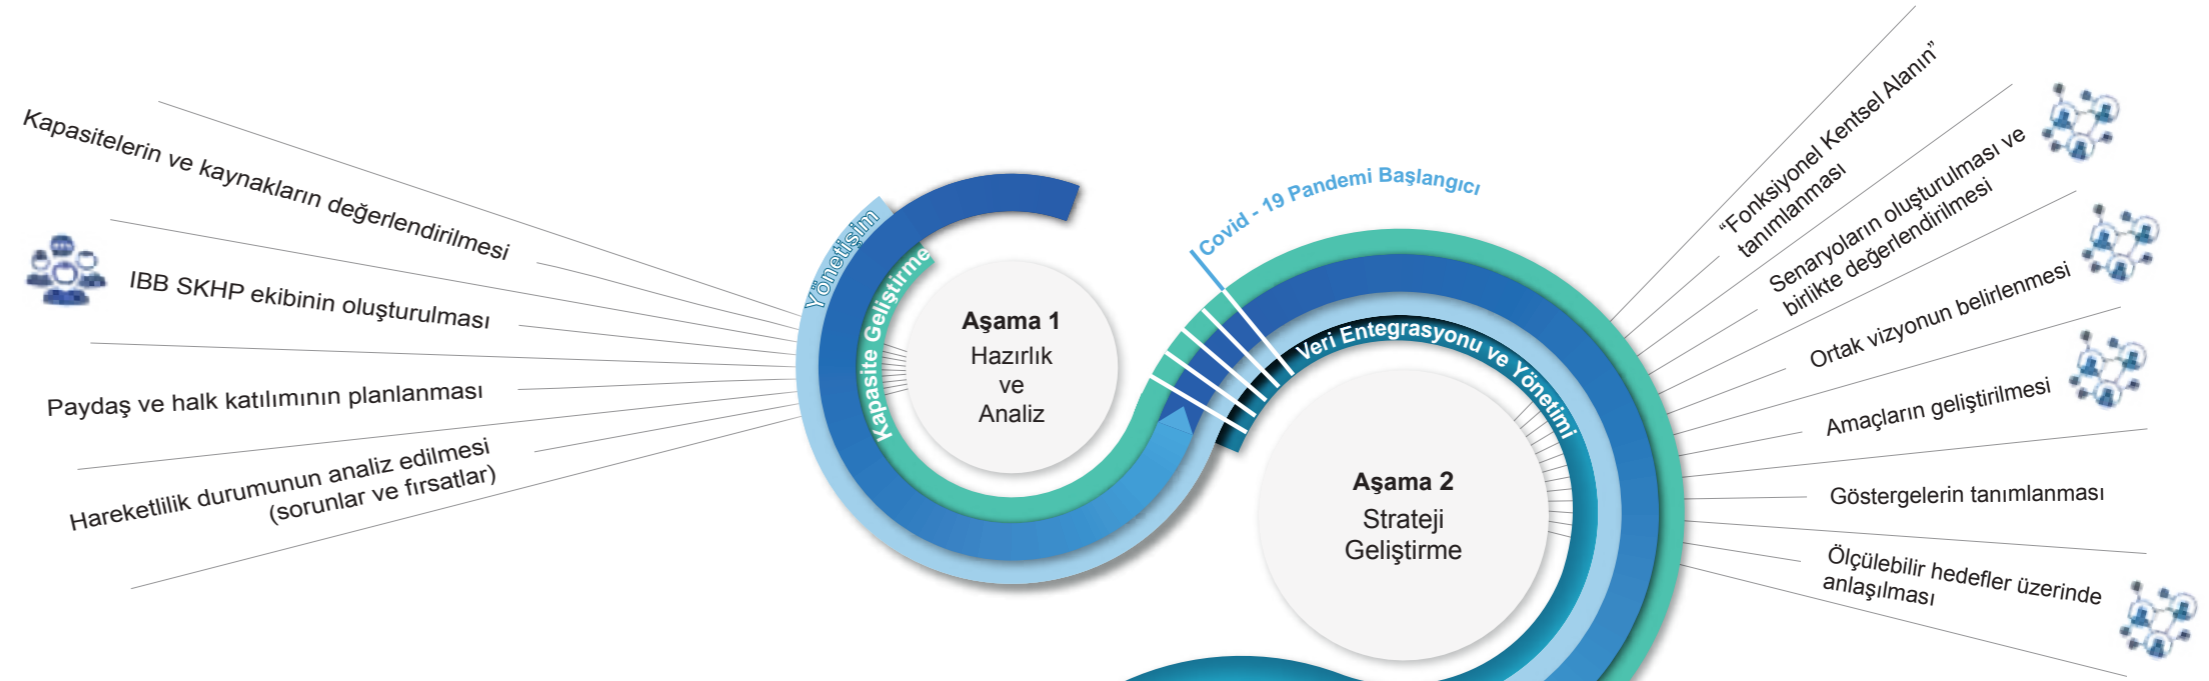 Kapasitelerin ve kaynakların değerlendirilmesi
IBB SKHP ekibinin oluşturulması
Paydaş ve halk katılımının planlanması
Hareketlilik durumunun analiz edilmesi
(sorunlar ve fırsatlar)
Yönetişim
Kapasite Geliştirme
Aşama 1
Hazırlık
ve
Analiz
Covid - 19 Pandemi Başlangıcı
Veri Entegrasyonu ve Yönetimi
Aşama 2
Strateji
Geliştirme
“Fonksiyonel Kentsel Alanın”
tanımlanması
Senaryoların oluşturulması ve
birlikte değerlendirilmesi
Ortak vizyonun belirlenmesi
Amaçların geliştirilmesi
Göstergelerin tanımlanması
Ölçülebilir hedefler üzerinde
anlaşılması